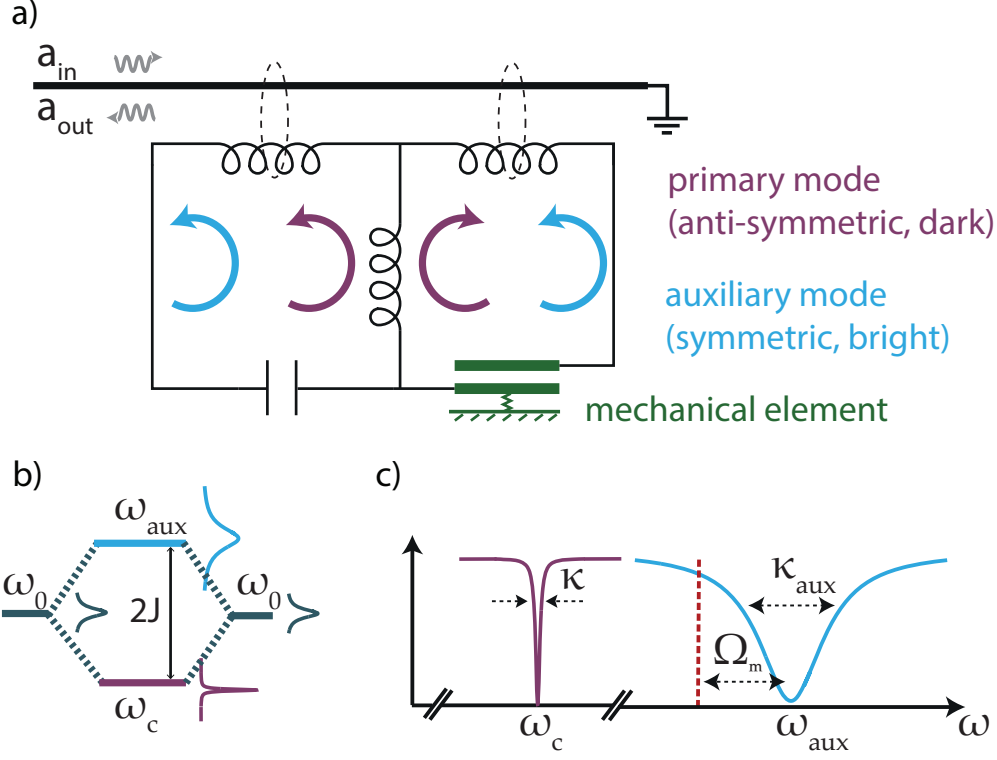 a)
a_in
a_out
primary mode
(anti-symmetric, dark)
auxiliary mode
(symmetric, bright)
mechanical element
b)
ω_aux
ω_0
2J
ω_0
ω_c
c)
κ
κ_aux
Ω_m
ω_c
ω_aux
ω